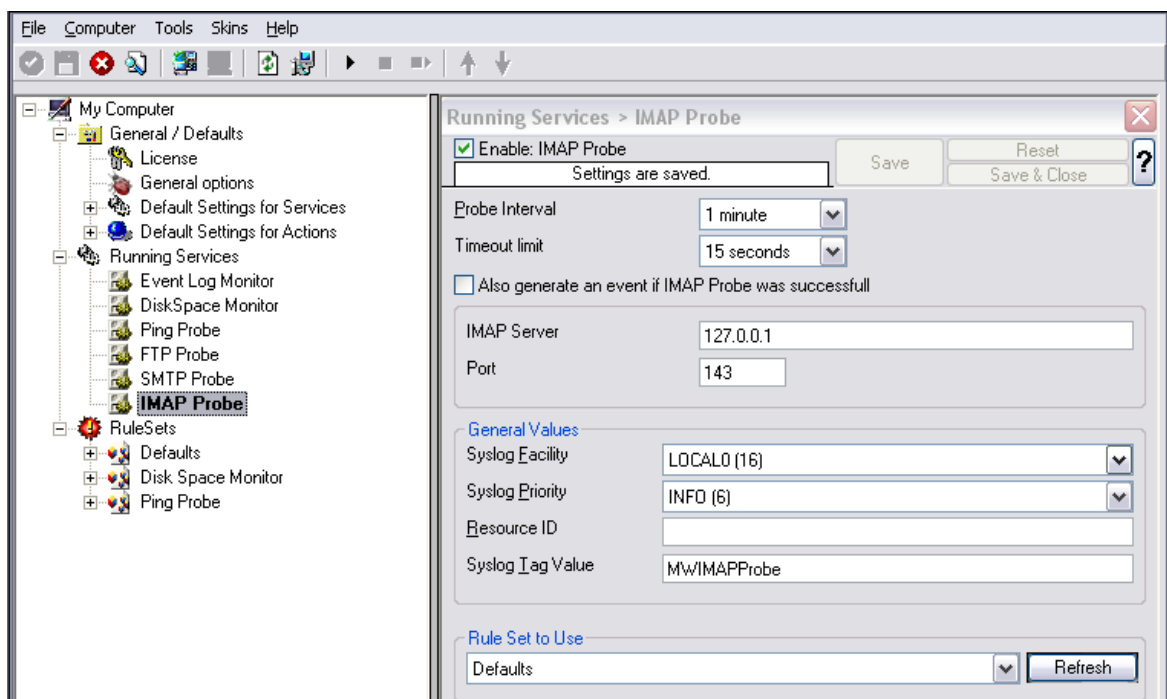 File Computer Tools Skins Help
My Computer
General / Defaults
License
General options
Default Settings for Services
Default Settings for Actions
Running Services
Event Log Monitor
DiskSpace Monitor
Ping Probe
FTP Probe
SMTP Probe
IMAP Probe
RuleSets
Defaults
Disk Space Monitor
Ping Probe
Running Services > IMAP Probe
Enable: IMAP Probe
Settings are saved.
Save
Reset
Save & Close
?
Probe Interval 1 minute
Timeout limit 15 seconds
Also generate an event if IMAP Probe was successfull
IMAP Server 127.0.0.1
Port 143
General Values
Syslog Facility LOCAL0 (16)
Syslog Priority INFO (6)
Resource ID
Syslog Tag Value MWIMAPProbe
Rule Set to Use
Defaults Refresh